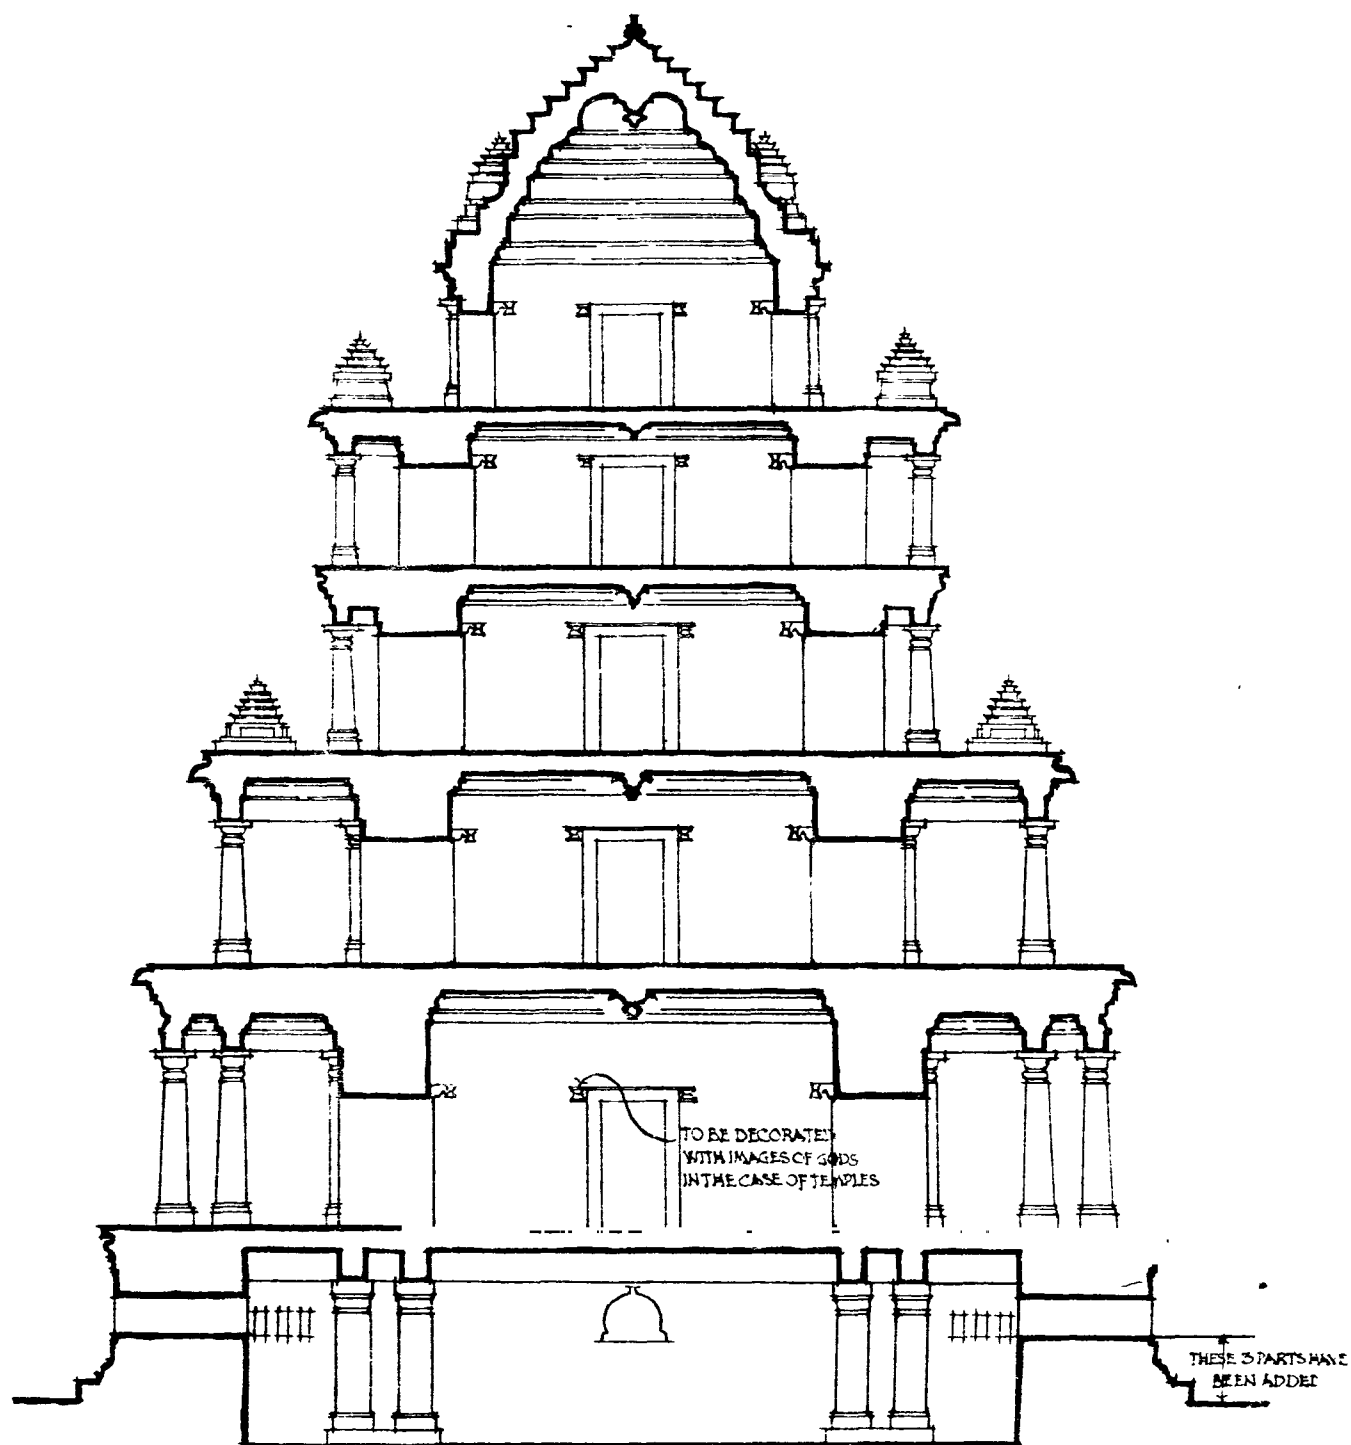 TO BE DECORATED
WITH IMAGES OF GODS
IN THE CASE OF TEMPLES
THESE 3 PARTS HAVE
BEEN ADDED